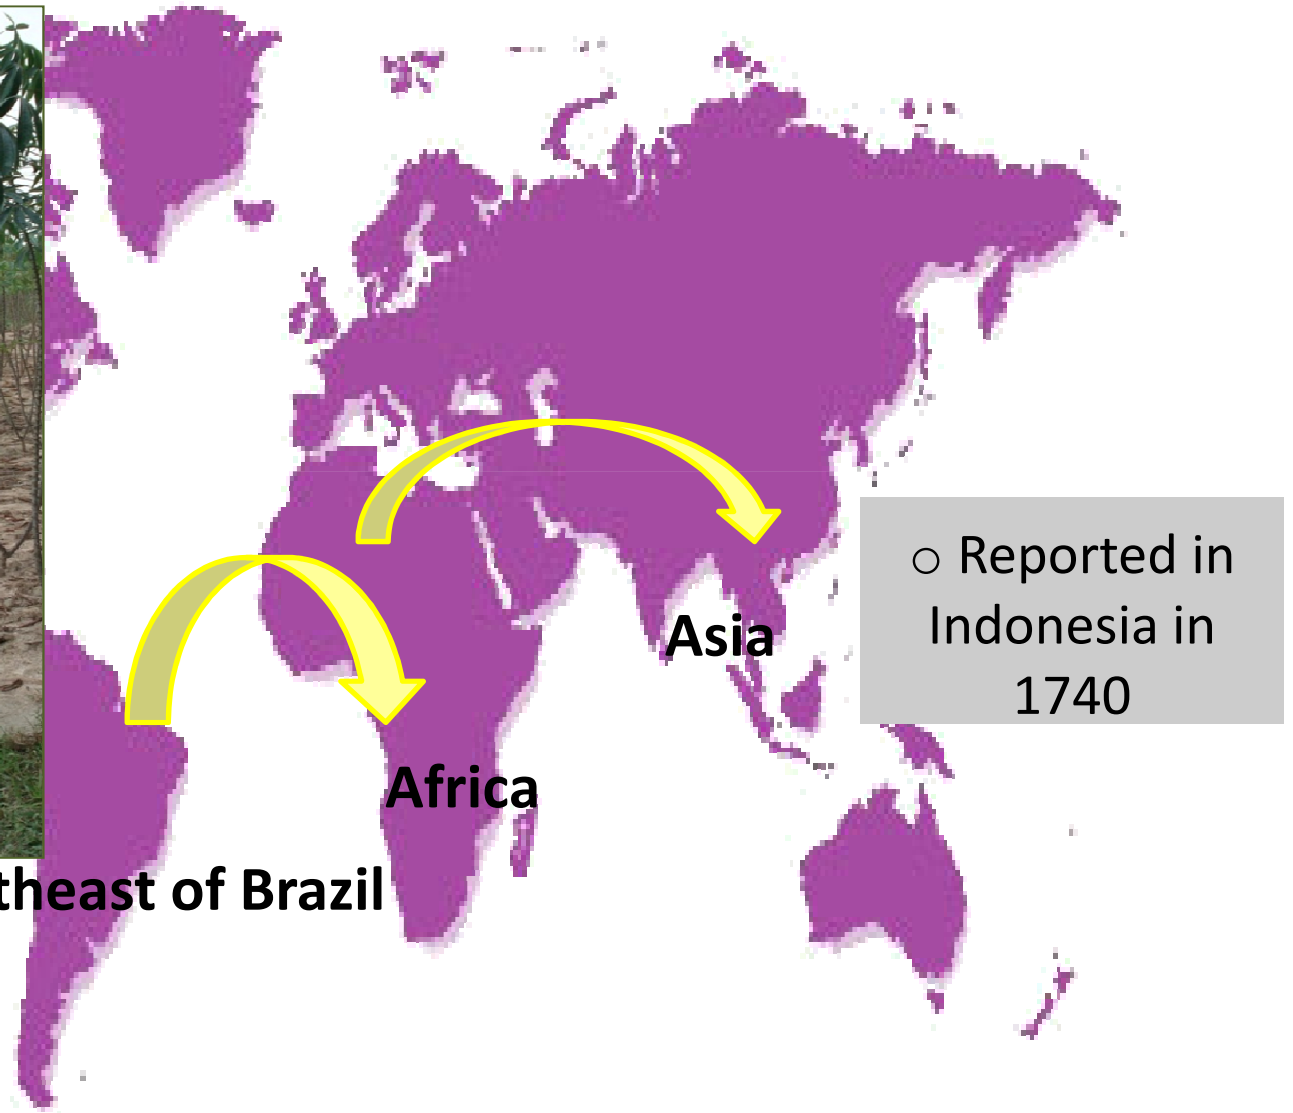 ○ Reported in
Indonesia in
1740
Asia
Africa
theast of Brazil